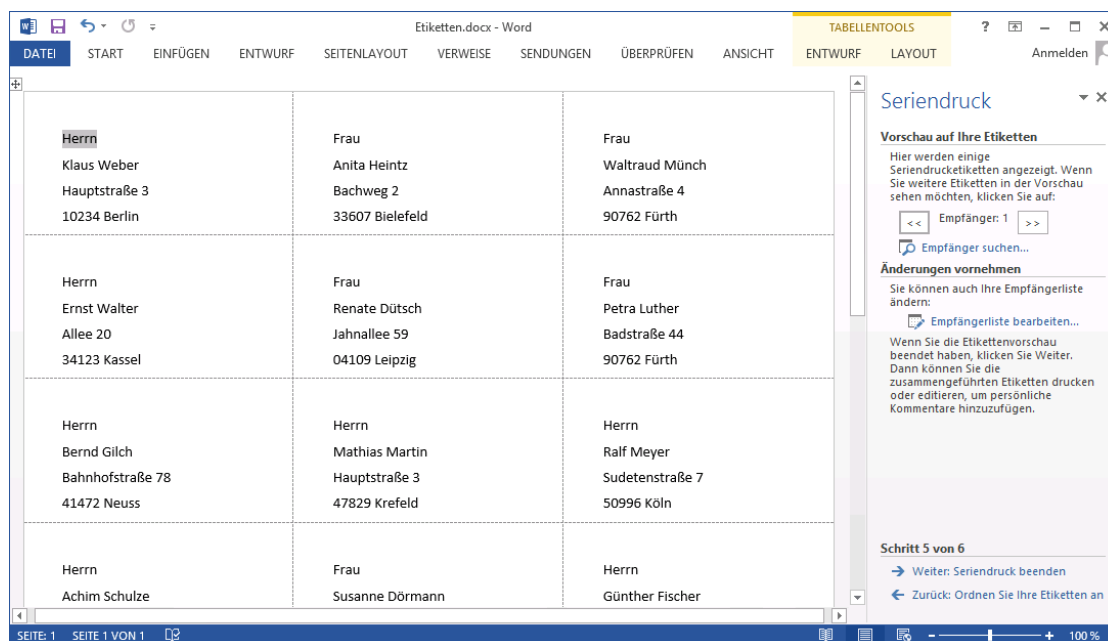 Etiketten.docx - Word
TABELLENTOOLS
?
DATEI START EINFÜGEN ENTWURF SEITENLAYOUT VERWEISE SENDUNGEN ÜBERPRÜFEN ANSICHT ENTWURF LAYOUT Anmelden
Herrn
Klaus Weber
Hauptstraße 3
10234 Berlin
Frau
Anita Heintz
Bachweg 2
33607 Bielefeld
Frau
Waltraud Münch
Annastraße 4
90762 Fürth
Herrn
Ernst Walter
Allee 20
34123 Kassel
Frau
Renate Dütsch
Jahnallee 59
04109 Leipzig
Frau
Petra Luther
Badstraße 44
90762 Fürth
Herrn
Bernd Gilch
Bahnhofstraße 78
41472 Neuss
Herrn
Mathias Martin
Hauptstraße 3
47829 Krefeld
Herrn
Ralf Meyer
Sudetenstraße 7
50996 Köln
Herrn
Achim Schulze
Frau
Susanne Dörmann
Herrn
Günther Fischer
Seriendruck
Vorschau auf Ihre Etiketten
Hier werden einige
Seriendrucketiketten angezeigt. Wenn
Sie weitere Etiketten in der Vorschau
sehen möchten, klicken Sie auf:
<< Empfänger: 1 >>
Empfänger suchen...
Änderungen vornehmen
Sie können auch Ihre Empfängerliste
ändern:
Empfängerliste bearbeiten...
Wenn Sie die Etikettenvorschau
beendet haben, klicken Sie Weiter.
Dann können Sie die
zusammengeführten Etiketten drucken
oder editieren, um persönliche
Kommentare hinzuzufügen.
Schritt 5 von 6
Weiter: Seriendruck beenden
Zurück: Ordnen Sie Ihre Etiketten an
SEITE: 1 SEITE 1 VON 1 100 %